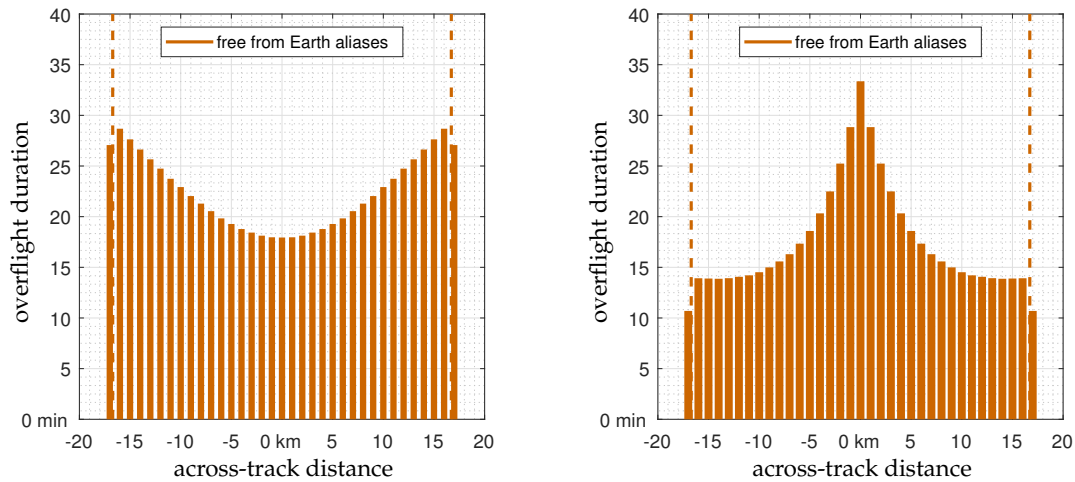 40
35
30
25
20
15
10
5
0 min
overflight duration
free from Earth aliases
-20 -15 -10 -5 0 km 5 10 15 20
across-track distance
40
35
30
25
20
15
10
5
0 min
overflight duration
free from Earth aliases
-20 -15 -10 -5 0 km 5 10 15 20
across-track distance